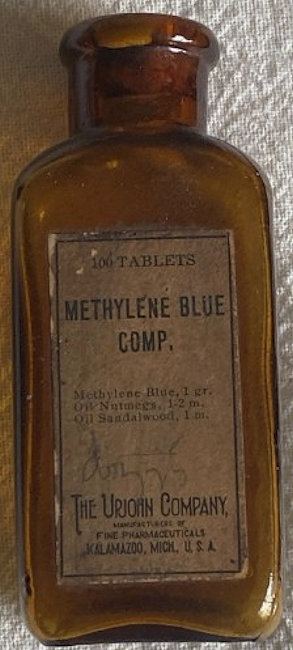 100 TABLETS
METHYLENE BLUE
COMP.
Methylene Blue, 1 gr.
Oil Nutmegs, 1-2 m.
Oil Sandalwood, 1 m.
THE UPJOHN COMPANY,
MANUFACTURERS OF
FINE PHARMACEUTICALS
KALAMAZOO, MICH., U. S. A.